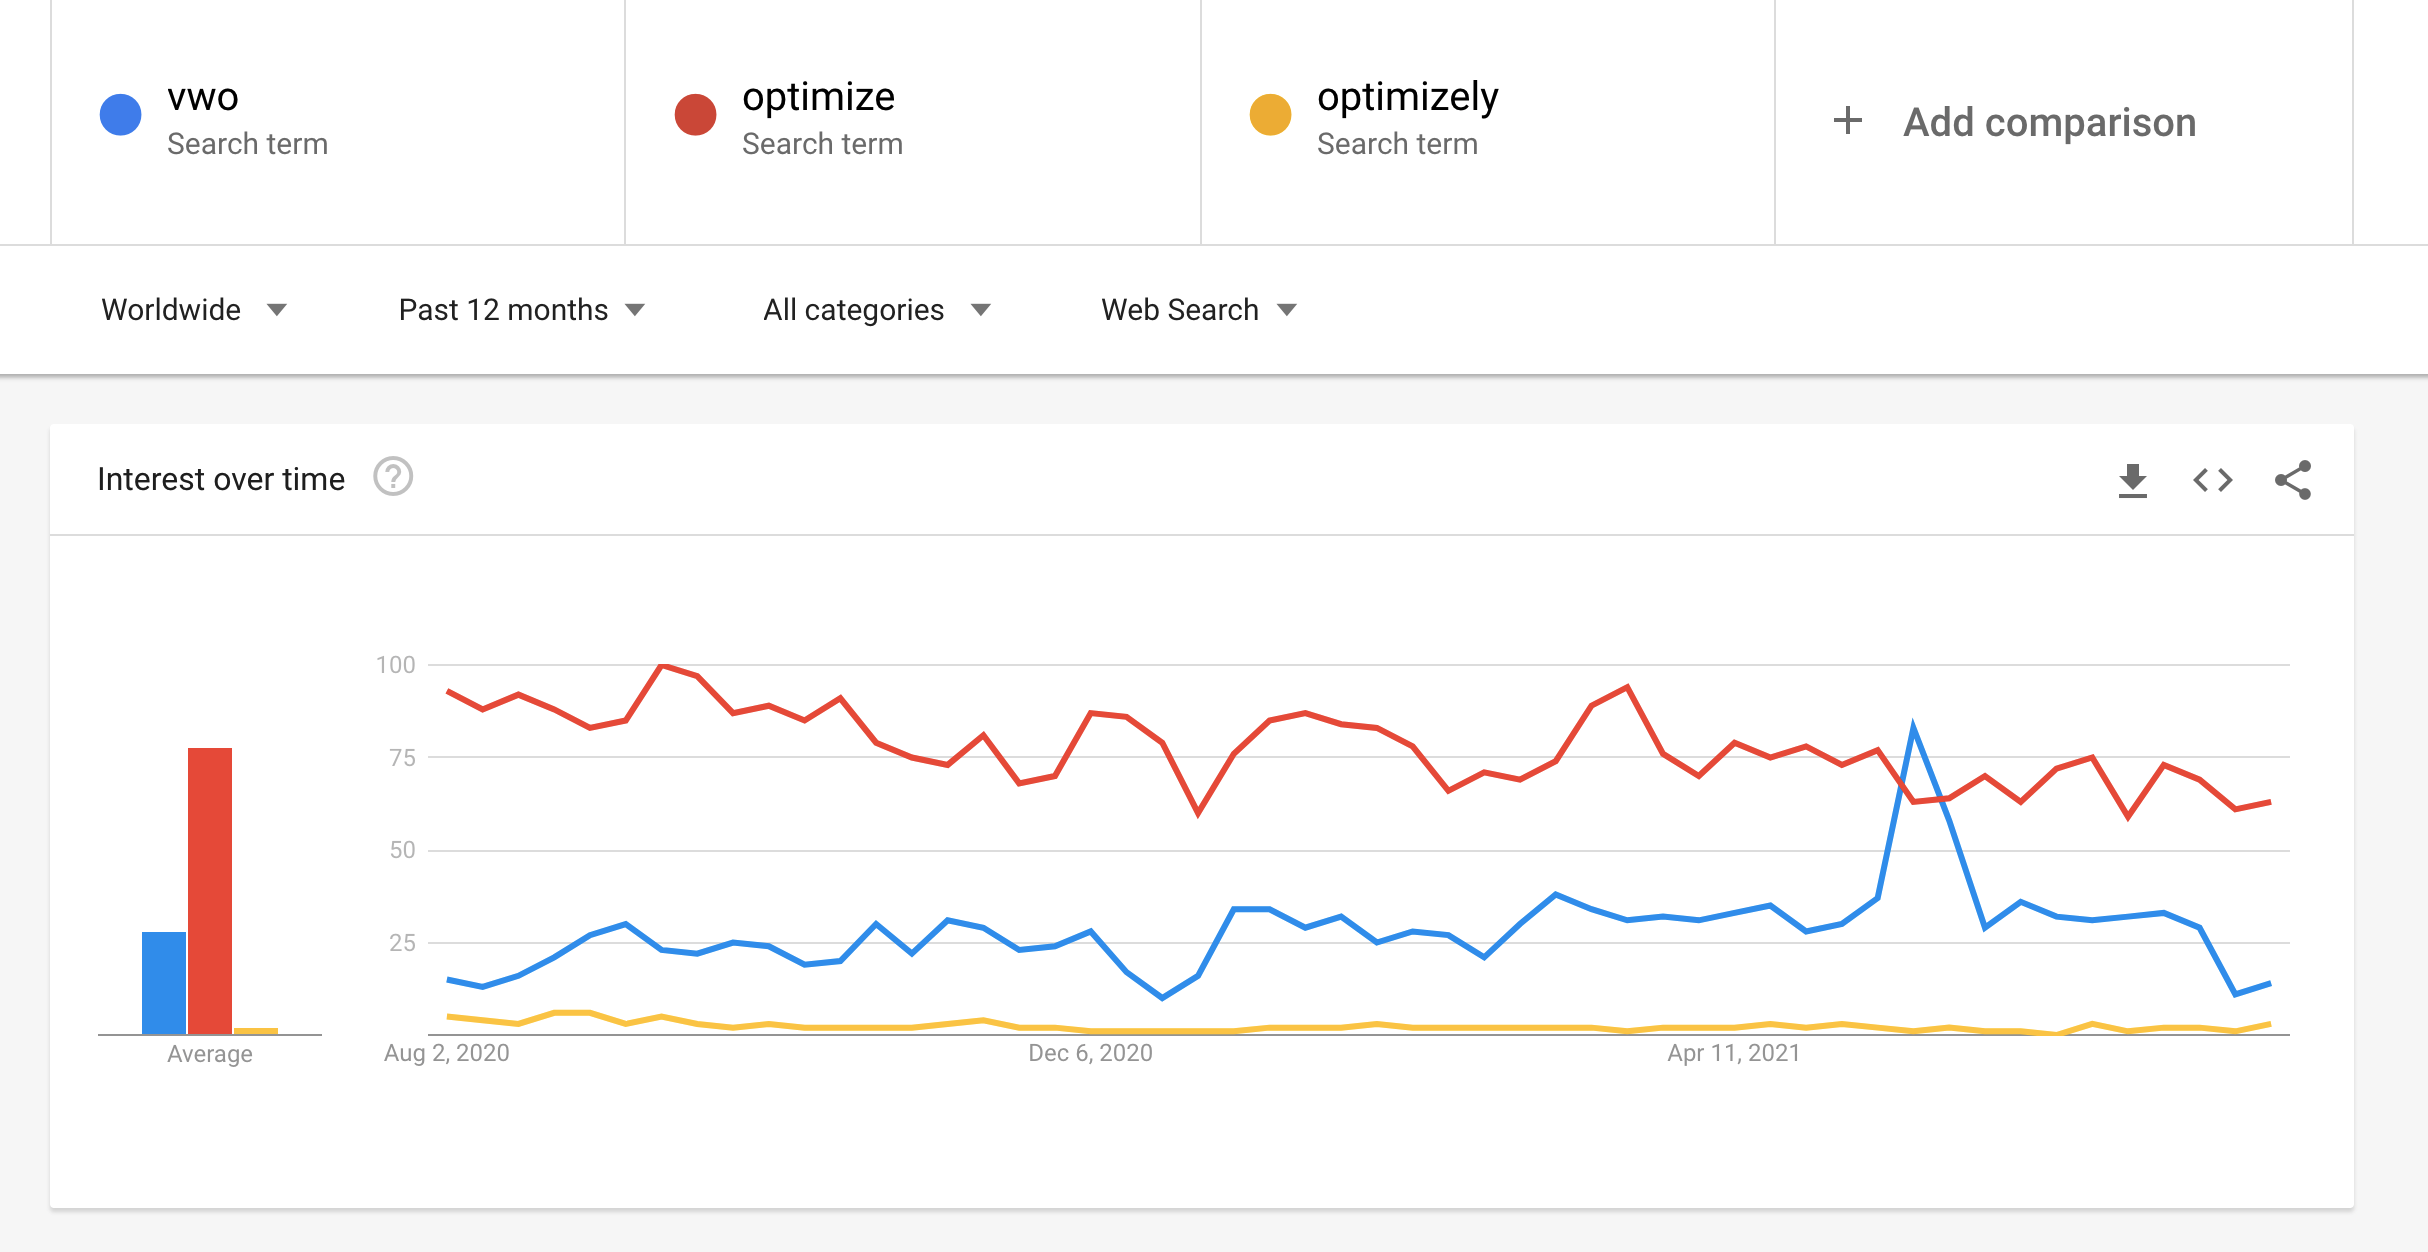 vwo
Search term
optimize
Search term
optimizely
Search term
+ Add comparison
Worldwide
Past 12 months
All categories
Web Search
Interest over time
?
100
75
50
25
Average
Aug 2, 2020
Dec 6, 2020
Apr 11, 2021